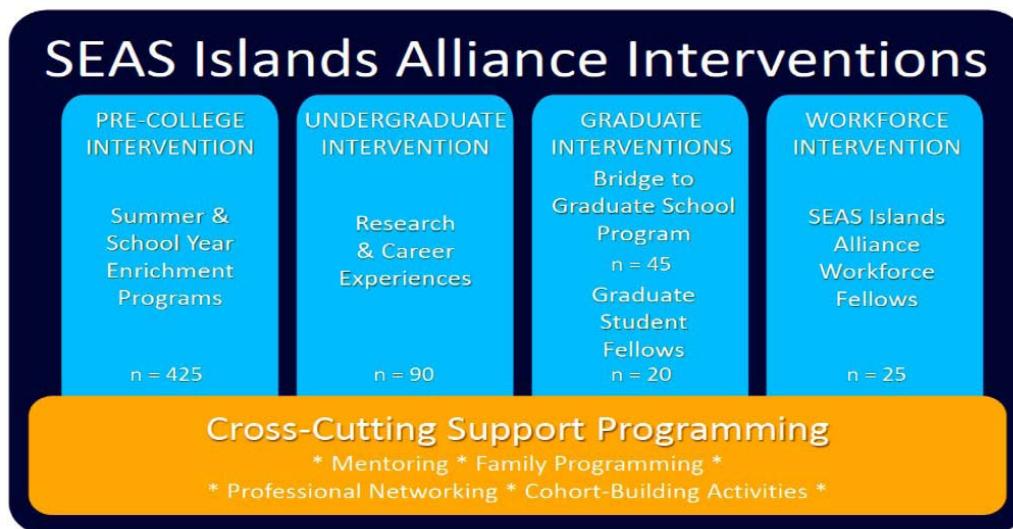 SEAS Islands Alliance Interventions
PRE-COLLEGE
INTERVENTION
Summer &
School Year
Enrichment
Programs
n = 425
UNDERGRADUATE
INTERVENTION
Research
& Career
Experiences
n = 90
GRADUATE
INTERVENTIONS
Bridge to
Graduate School
Program
n = 45
Graduate
Student
Fellows
n = 20
WORKFORCE
INTERVENTION
SEAS Islands
Alliance
Workforce
Fellows
n = 25
Cross-Cutting Support Programming
* Mentoring * Family Programming *
* Professional Networking * Cohort-Building Activities *